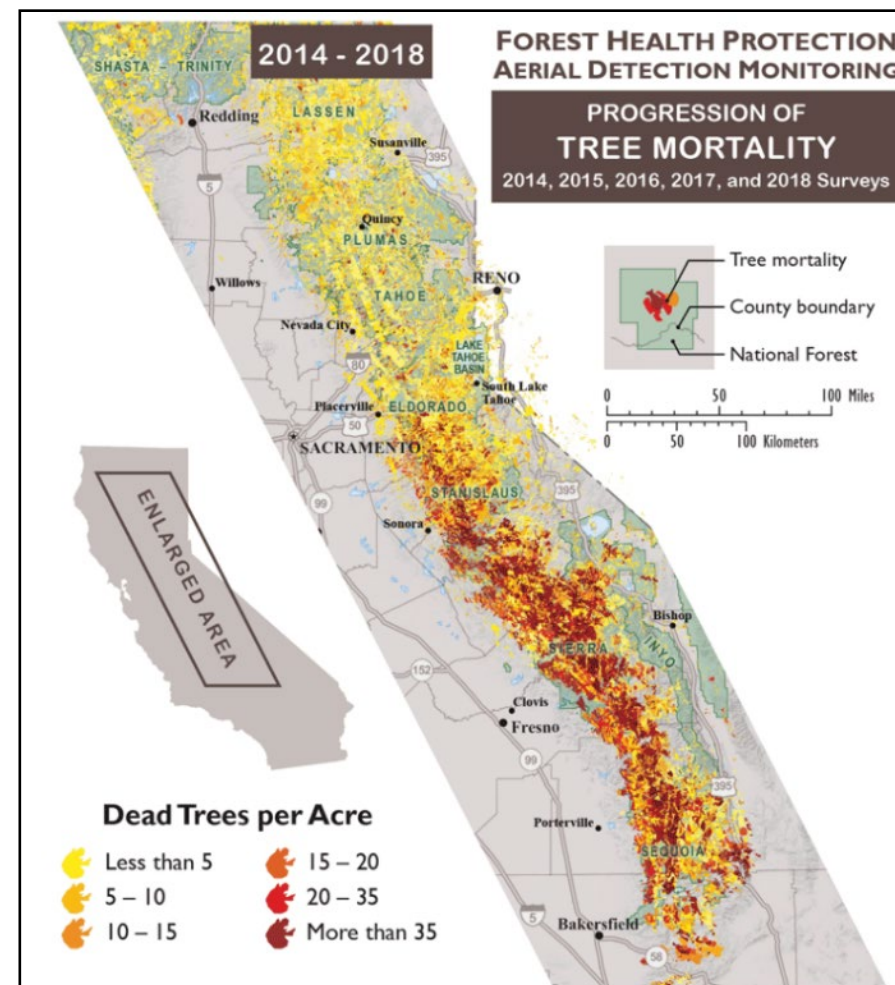 2014 - 2018
FOREST HEALTH PROTECTION
AERIAL DETECTION MONITORING
PROGRESSION OF
TREE MORTALITY
2014, 2015, 2016, 2017, and 2018 Surveys
SHASTA - TRINITY
Redding
LASSEN
Susanville
395
5
Quincy
PLUMAS
Tree mortality
County boundary
National Forest
Willows
TAHOE
RENO
Nevada City
LAKE
TAHOE
BASIN
80
South Lake
Tahoe
0 50 100 Miles
0 50 100 Kilometers
Placerville
ELDORADO
50
SACRAMENTO
STANISLAUS
395
99
Sonora
ENLARGED AREA
Bishop
INYO
SIERRA
152
Clovis
Fresno
99
395
Porterville
SEQUOIA
5
Bakersfield
58
Dead Trees per Acre
Less than 5
5 – 10
10 – 15
15 – 20
20 – 35
More than 35